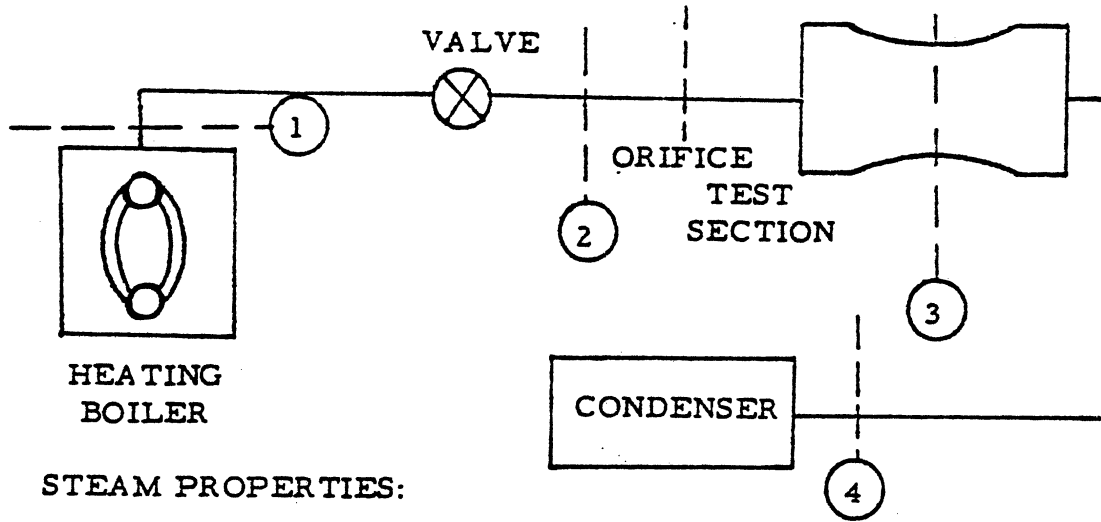 VALVE
1
ORIFICE
TEST
SECTION
2
3
HEATING
BOILER
CONDENSER
STEAM PROPERTIES:
4